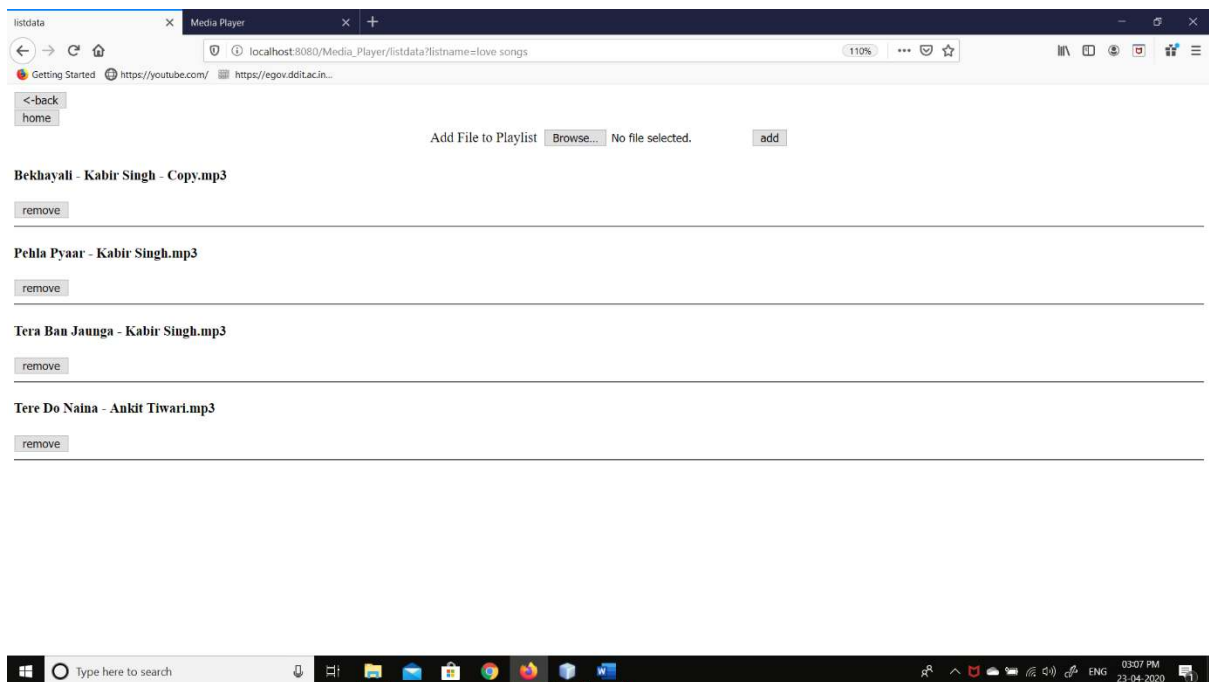 listdata
Media Player
localhost:8080/Media_Player/listdata?listname=love songs
110%
Getting Started https://youtube.com/ https://egov.ddit.ac.in...
<-back
home
Add File to Playlist Browse... No file selected. add
Bekhayali - Kabir Singh - Copy.mp3
remove
Pehla Pyaar - Kabir Singh.mp3
remove
Tera Ban Jaunga - Kabir Singh.mp3
remove
Tere Do Naina - Ankit Tiwari.mp3
remove
Type here to search
ENG
03:07 PM
23-04-2020